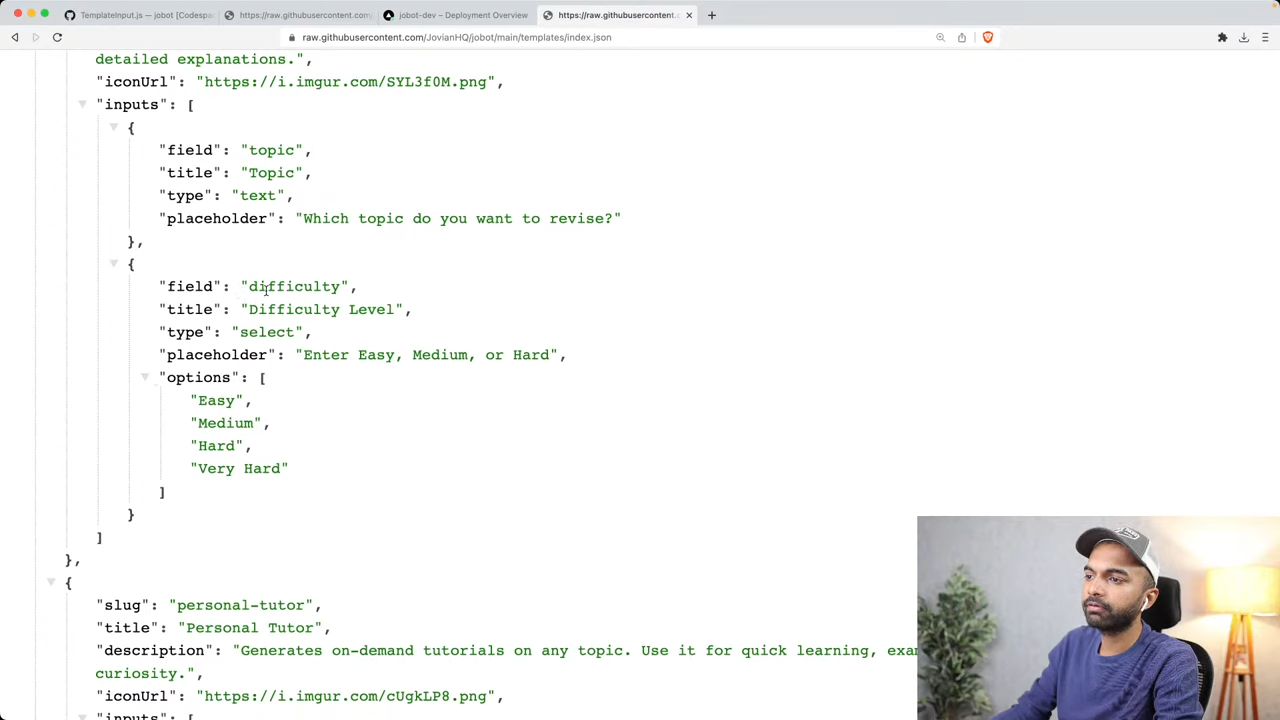 TemplateInput.js — jobot [Codesp
https://raw.githubusercontent.com
jobot-dev – Deployment Overview
https://raw.githubusercontent.c
raw.githubusercontent.com/JovianHQ/jobot/main/templates/index.json
detailed explanations.",
"iconUrl": "https://i.imgur.com/SYL3f0M.png",
"inputs": [
{
"field": "topic",
"title": "Topic",
"type": "text",
"placeholder": "Which topic do you want to revise?"
},
{
"field": "difficulty",
"title": "Difficulty Level",
"type": "select",
"placeholder": "Enter Easy, Medium, or Hard",
"options": [
"Easy",
"Medium",
"Hard",
"Very Hard"
]
}
]
},
{
"slug": "personal-tutor",
"title": "Personal Tutor",
"description": "Generates on-demand tutorials on any topic. Use it for quick learning, exa
curiosity.",
"iconUrl": "https://i.imgur.com/cUgkLP8.png",
"inputs": [